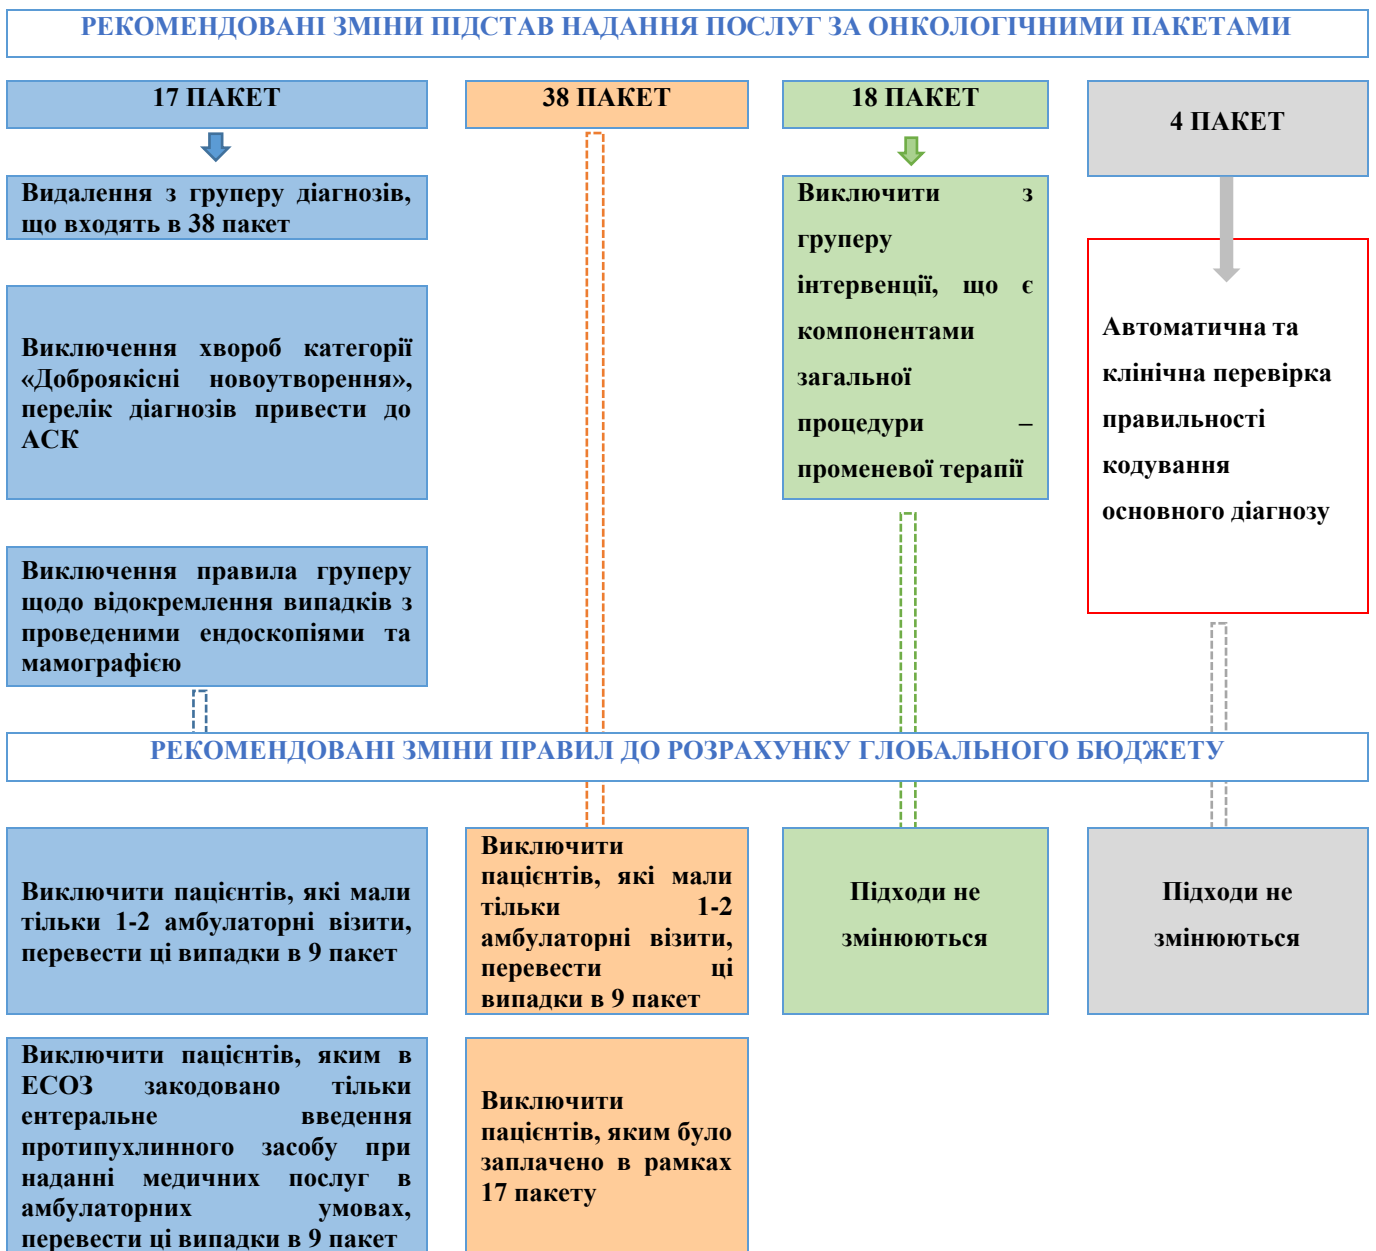 РЕКОМЕНДОВАНІ ЗМІНИ ПІДСТАВ НАДАННЯ ПОСЛУГ ЗА ОНКОЛОГІЧНИМИ ПАКЕТАМИ
17 ПАКЕТ
Видалення з груперу діагнозів,
що входять в 38 пакет
Виключення хвороб категорії
«Доброякісні новоутворення»,
перелік діагнозів привести до
АСК
Виключення правила груперу
щодо відокремлення випадків з
проведеними ендоскопіями та
мамографією
38 ПАКЕТ
18 ПАКЕТ
Виключити з
груперу
інтервенції, що є
компонентами
загальної
процедури –
променевої терапії
4 ПАКЕТ
Автоматична та
клінічна перевірка
правильності
кодування
основного діагнозу
РЕКОМЕНДОВАНІ ЗМІНИ ПРАВИЛ ДО РОЗРАХУНКУ ГЛОБАЛЬНОГО БЮДЖЕТУ
Виключити пацієнтів, які мали
тільки 1-2 амбулаторні візити,
перевести ці випадки в 9 пакет
Виключити пацієнтів, яким в
ЕСОЗ закодовано тільки
ентеральне введення
протипухлинного засобу при
наданні медичних послуг в
амбулаторних умовах,
перевести ці випадки в 9 пакет
Виключити
пацієнтів, які мали
тільки 1-2
амбулаторні візити,
перевести ці
випадки в 9 пакет
Виключити
пацієнтів, яким було
заплачено в рамках
17 пакету
Підходи не
змінюються
Підходи не
змінюються